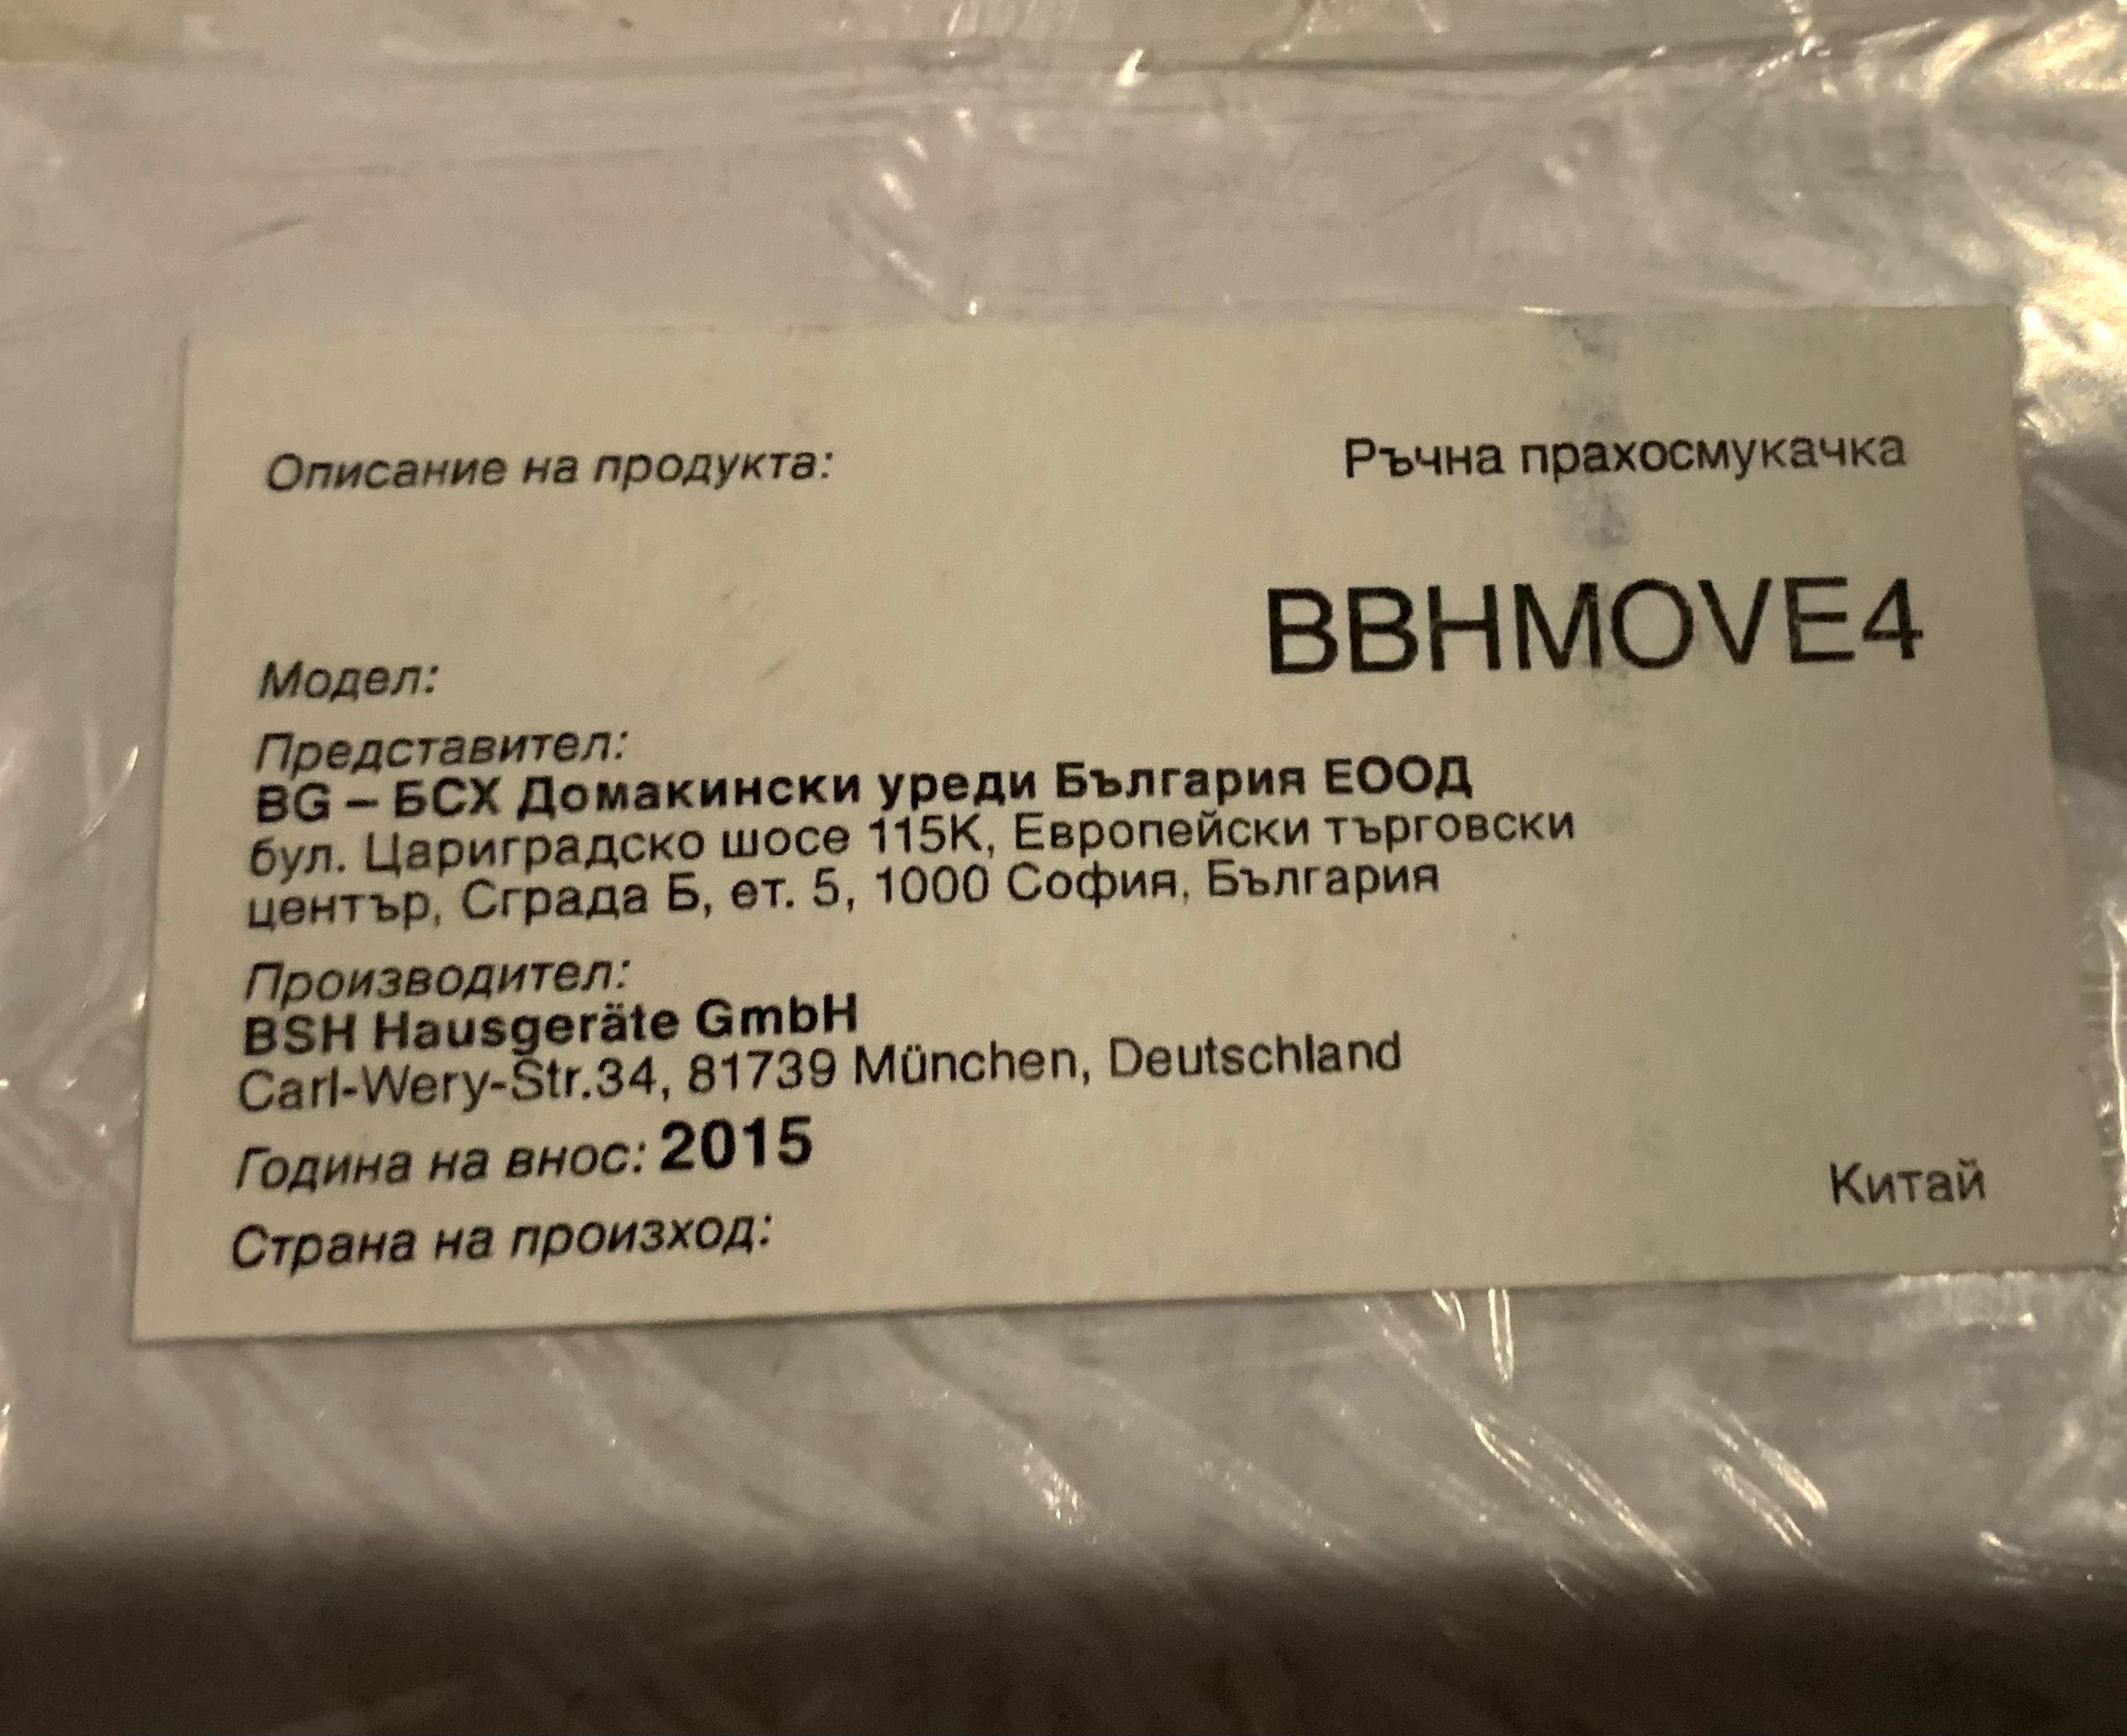 Описание на продукта: Ръчна прахосмукачка
Модел: BBHMOVE4
Представител:
BG – БСХ Домакински уреди България ЕООД
бул. Цариградско шосе 115К, Европейски търговски
център, Сграда Б, ет. 5, 1000 София, България
Производител:
BSH Hausgeräte GmbH
Carl-Wery-Str.34, 81739 München, Deutschland
Година на внос: 2015
Страна на произход: Китай